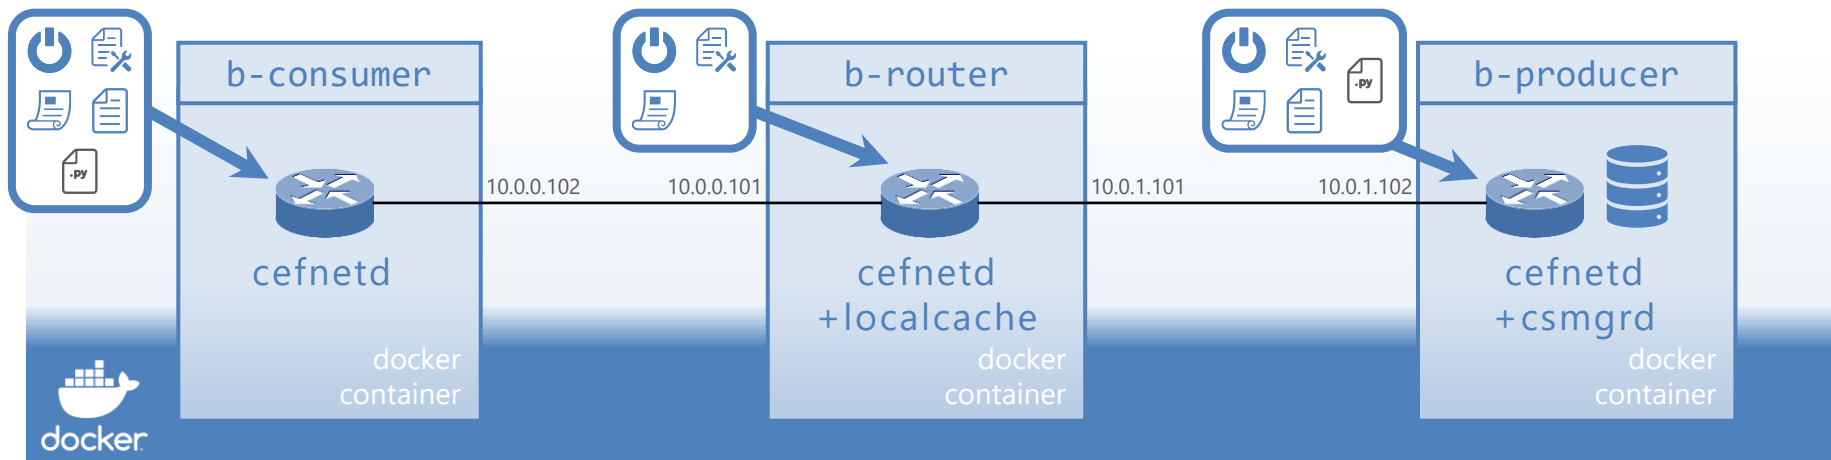 b-consumer
b-router
b-producer
.py
.py
10.0.0.102
10.0.0.101
10.0.1.101
10.0.1.102
cefnetd
cefnetd
+localcache
cefnetd
+csmgrd
docker
container
docker
container
docker
container
docker